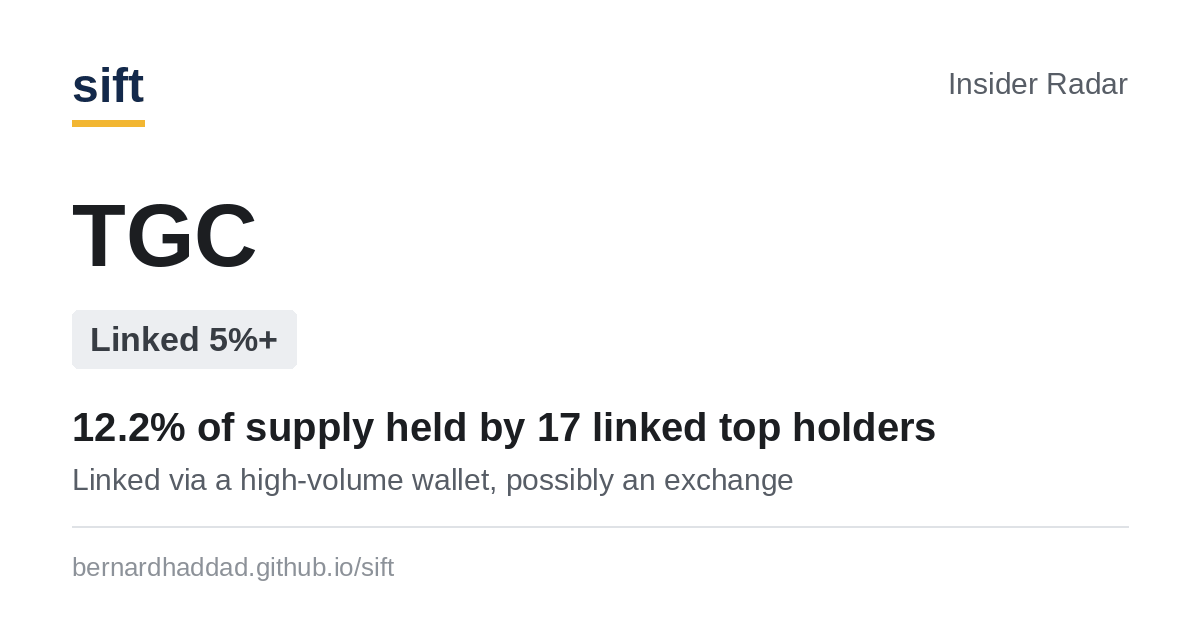 sift
Insider Radar
TGC
Linked 5%+
12.2% of supply held by 17 linked top holders
Linked via a high-volume wallet, possibly an exchange
bernardhaddad.github.io/sift